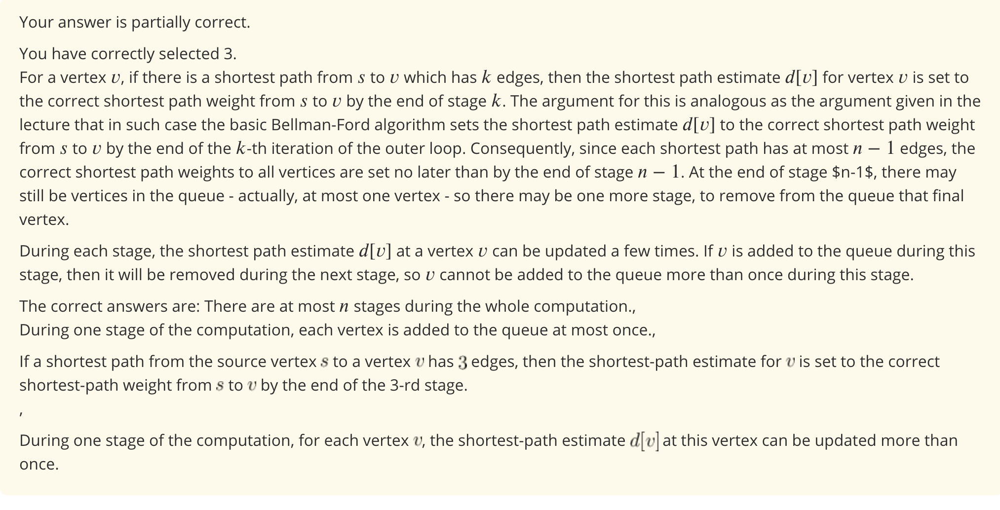 Your answer is partially correct.
You have correctly selected 3.
For a vertex v, if there is a shortest path from s to v which has k edges, then the shortest path estimate d[v] for vertex v is set to
the correct shortest path weight from s to v by the end of stage k. The argument for this is analogous as the argument given in the
lecture that in such case the basic Bellman-Ford algorithm sets the shortest path estimate d[v] to the correct shortest path weight
from s to v by the end of the k-th iteration of the outer loop. Consequently, since each shortest path has at most n − 1 edges, the
correct shortest path weights to all vertices are set no later than by the end of stage n − 1. At the end of stage $n-1$, there may
still be vertices in the queue - actually, at most one vertex - so there may be one more stage, to remove from the queue that final
vertex.
During each stage, the shortest path estimate d[v] at a vertex v can be updated a few times. If v is added to the queue during this
stage, then it will be removed during the next stage, so v cannot be added to the queue more than once during this stage.
The correct answers are: There are at most n stages during the whole computation.,
During one stage of the computation, each vertex is added to the queue at most once.,
If a shortest path from the source vertex s to a vertex v has 3 edges, then the shortest-path estimate for v is set to the correct
shortest-path weight from s to v by the end of the 3-rd stage.
,
During one stage of the computation, for each vertex v, the shortest-path estimate d[v] at this vertex can be updated more than
once.